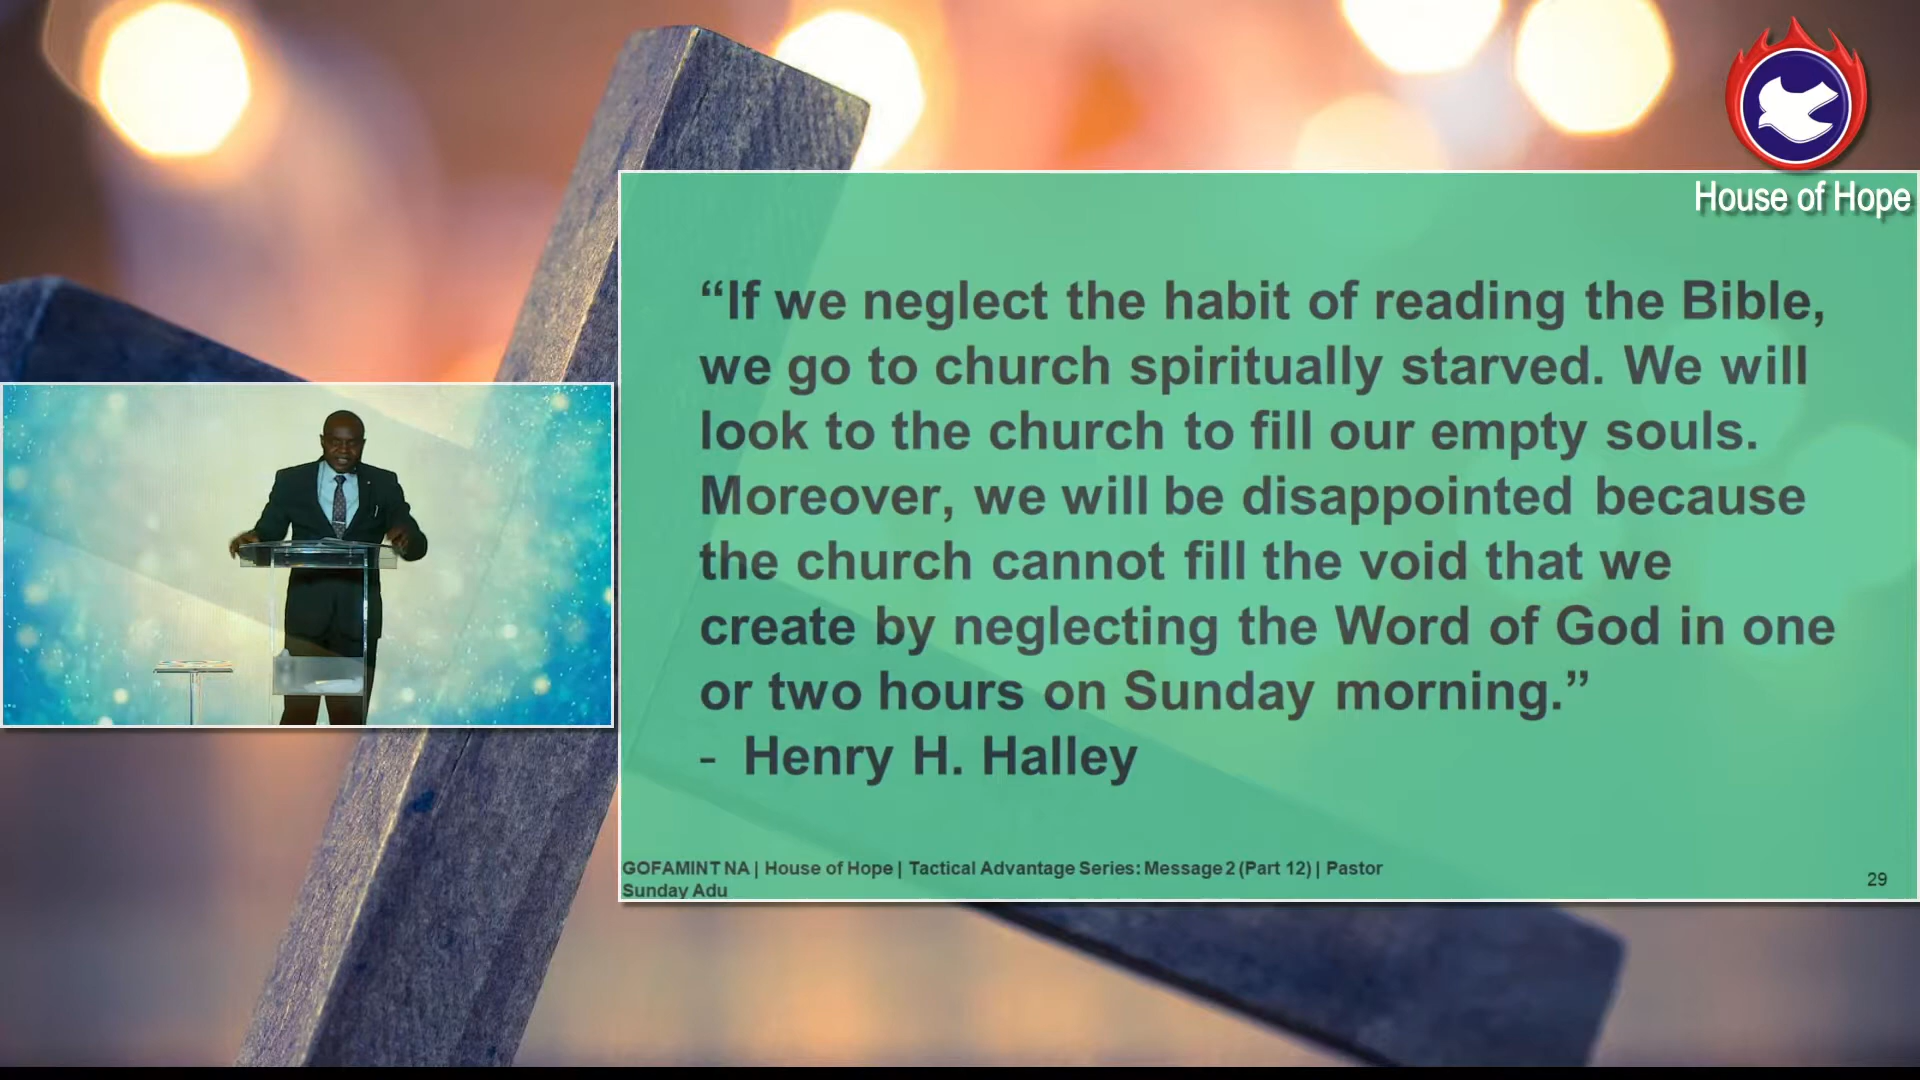 House of Hope
“If we neglect the habit of reading the Bible,
we go to church spiritually starved. We will
look to the church to fill our empty souls.
Moreover, we will be disappointed because
the church cannot fill the void that we
create by neglecting the Word of God in one
or two hours on Sunday morning.”
- Henry H. Halley
GOFAMINT NA | House of Hope | Tactical Advantage Series: Message 2 (Part 12) | Pastor
Sunday Adu
29